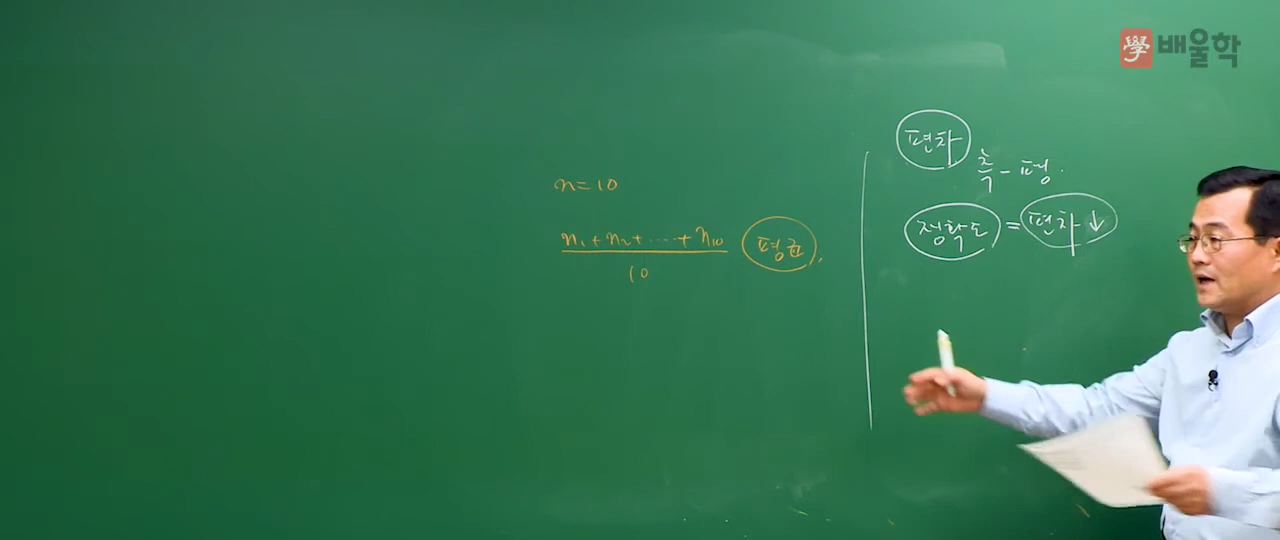 學 배울학
n=10
n₁+n₂+……+n₁₀ 평균
10
편차
측-평.
정확도 = 편차↓